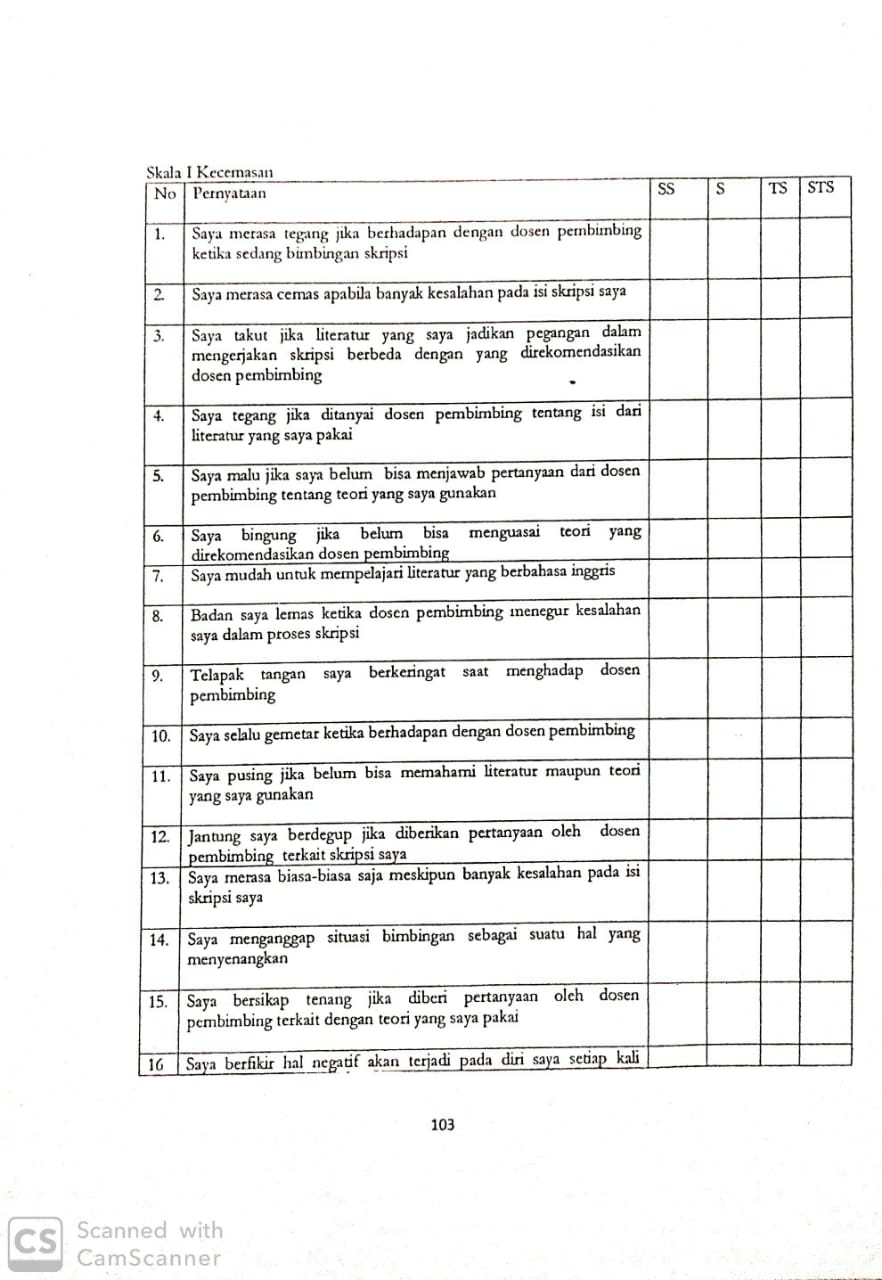 Skala I Kecemasan
No Pernyataan SS S TS STS
1. Saya merasa tegang jika berhadapan dengan dosen pembimbing
ketika sedang bimbingan skripsi
2. Saya merasa cemas apabila banyak kesalahan pada isi skripsi saya
3. Saya takut jika literatur yang saya jadikan pegangan dalam
mengerjakan skripsi berbeda dengan yang direkomendasikan
dosen pembimbing
4. Saya tegang jika ditanyai dosen pembimbing tentang isi dari
literatur yang saya pakai
5. Saya malu jika saya belum bisa menjawab pertanyaan dari dosen
pembimbing tentang teori yang saya gunakan
6. Saya bingung jika belum bisa menguasai teori yang
direkomendasikan dosen pembimbing
7. Saya mudah untuk mempelajari literatur yang berbahasa inggris
8. Badan saya lemas ketika dosen pembimbing menegur kesalahan
saya dalam proses skripsi
9. Telapak tangan saya berkeringat saat menghadap dosen
pembimbing
10. Saya selalu gemetar ketika berhadapan dengan dosen pembimbing
11. Saya pusing jika belum bisa memahami literatur maupun teori
yang saya gunakan
12. Jantung saya berdegup jika diberikan pertanyaan oleh dosen
pembimbing terkait skripsi saya
13. Saya merasa biasa-biasa saja meskipun banyak kesalahan pada isi
skripsi saya
14. Saya menganggap situasi bimbingan sebagai suatu hal yang
menyenangkan
15. Saya bersikap tenang jika diberi pertanyaan oleh dosen
pembimbing terkait dengan teori yang saya pakai
16 Saya berfikir hal negatif akan terjadi pada diri saya setiap kali
103
CS Scanned with
CamScanner